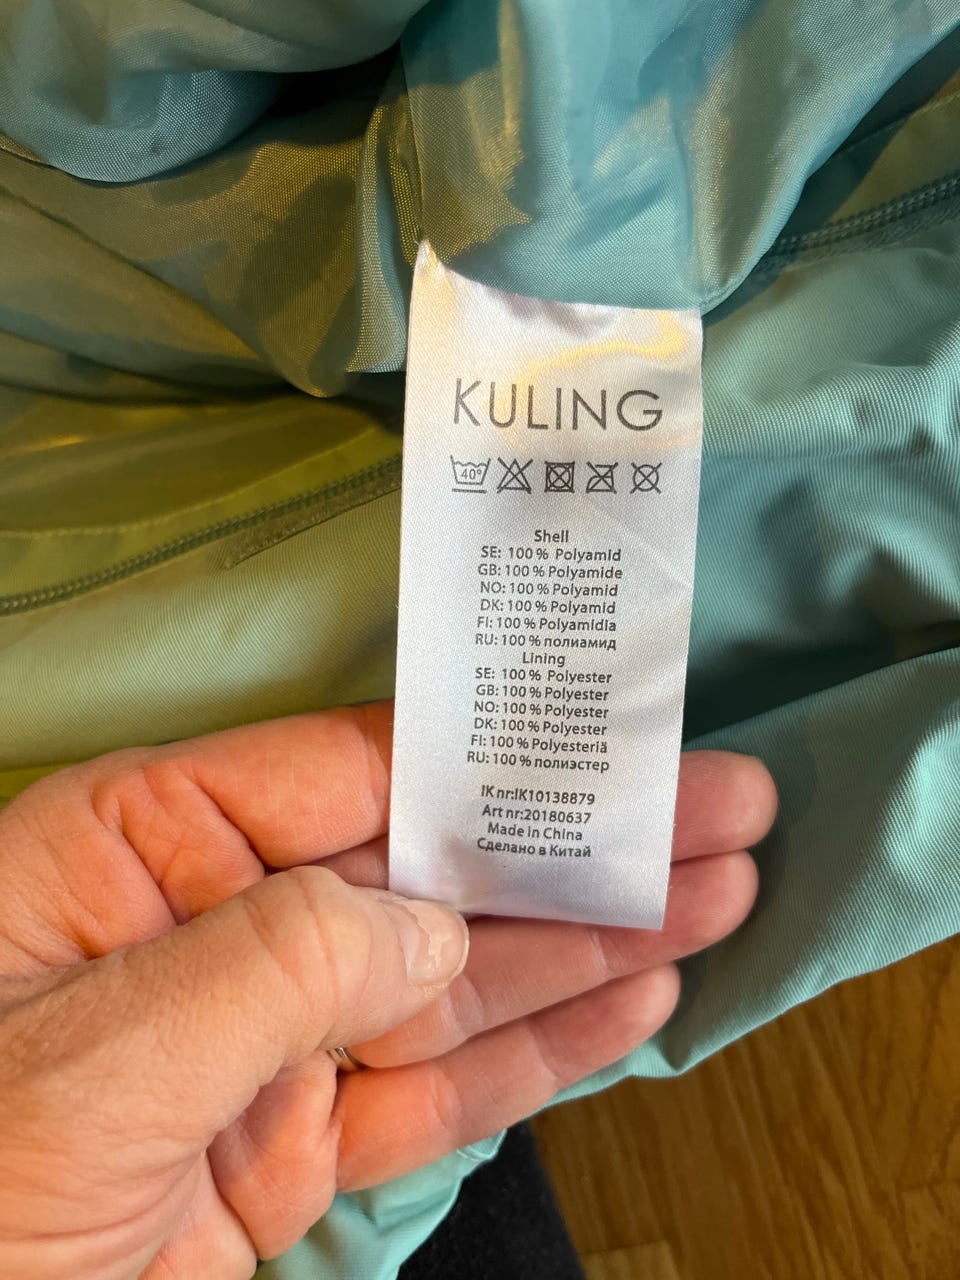 KULING
40°
Shell
SE: 100 % Polyamid
GB: 100 % Polyamide
NO: 100 % Polyamid
DK: 100 % Polyamid
FI: 100 % Polyamidia
RU: 100 % полиамид
Lining
SE: 100 % Polyester
GB: 100 % Polyester
NO: 100 % Polyester
DK: 100 % Polyester
FI: 100 % Polyesteriä
RU: 100 % полиэстер
IK nr:IK10138879
Art nr:20180637
Made in China
Сделано в Китай